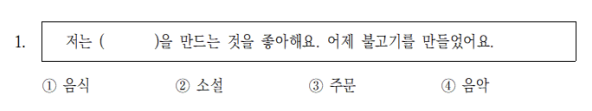 1. 저는 (          )을 만드는 것을 좋아해요. 어제 불고기를 만들었어요.
① 음식 ② 소설 ③ 주문 ④ 음악